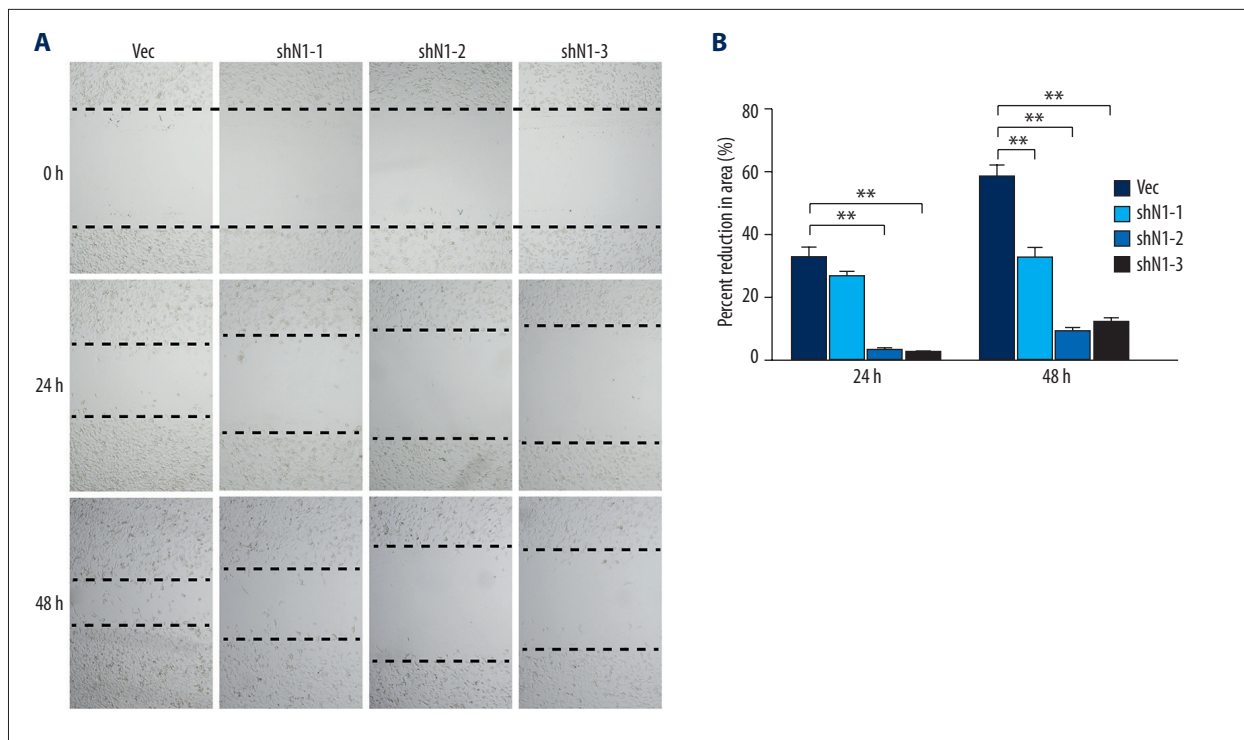 A
Vec shN1-1 shN1-2 shN1-3
0 h
24 h
48 h
B
Percent reduction in area (%)
80
60
40
20
0
** **
** ** **
24 h 48 h
Vec
shN1-1
shN1-2
shN1-3